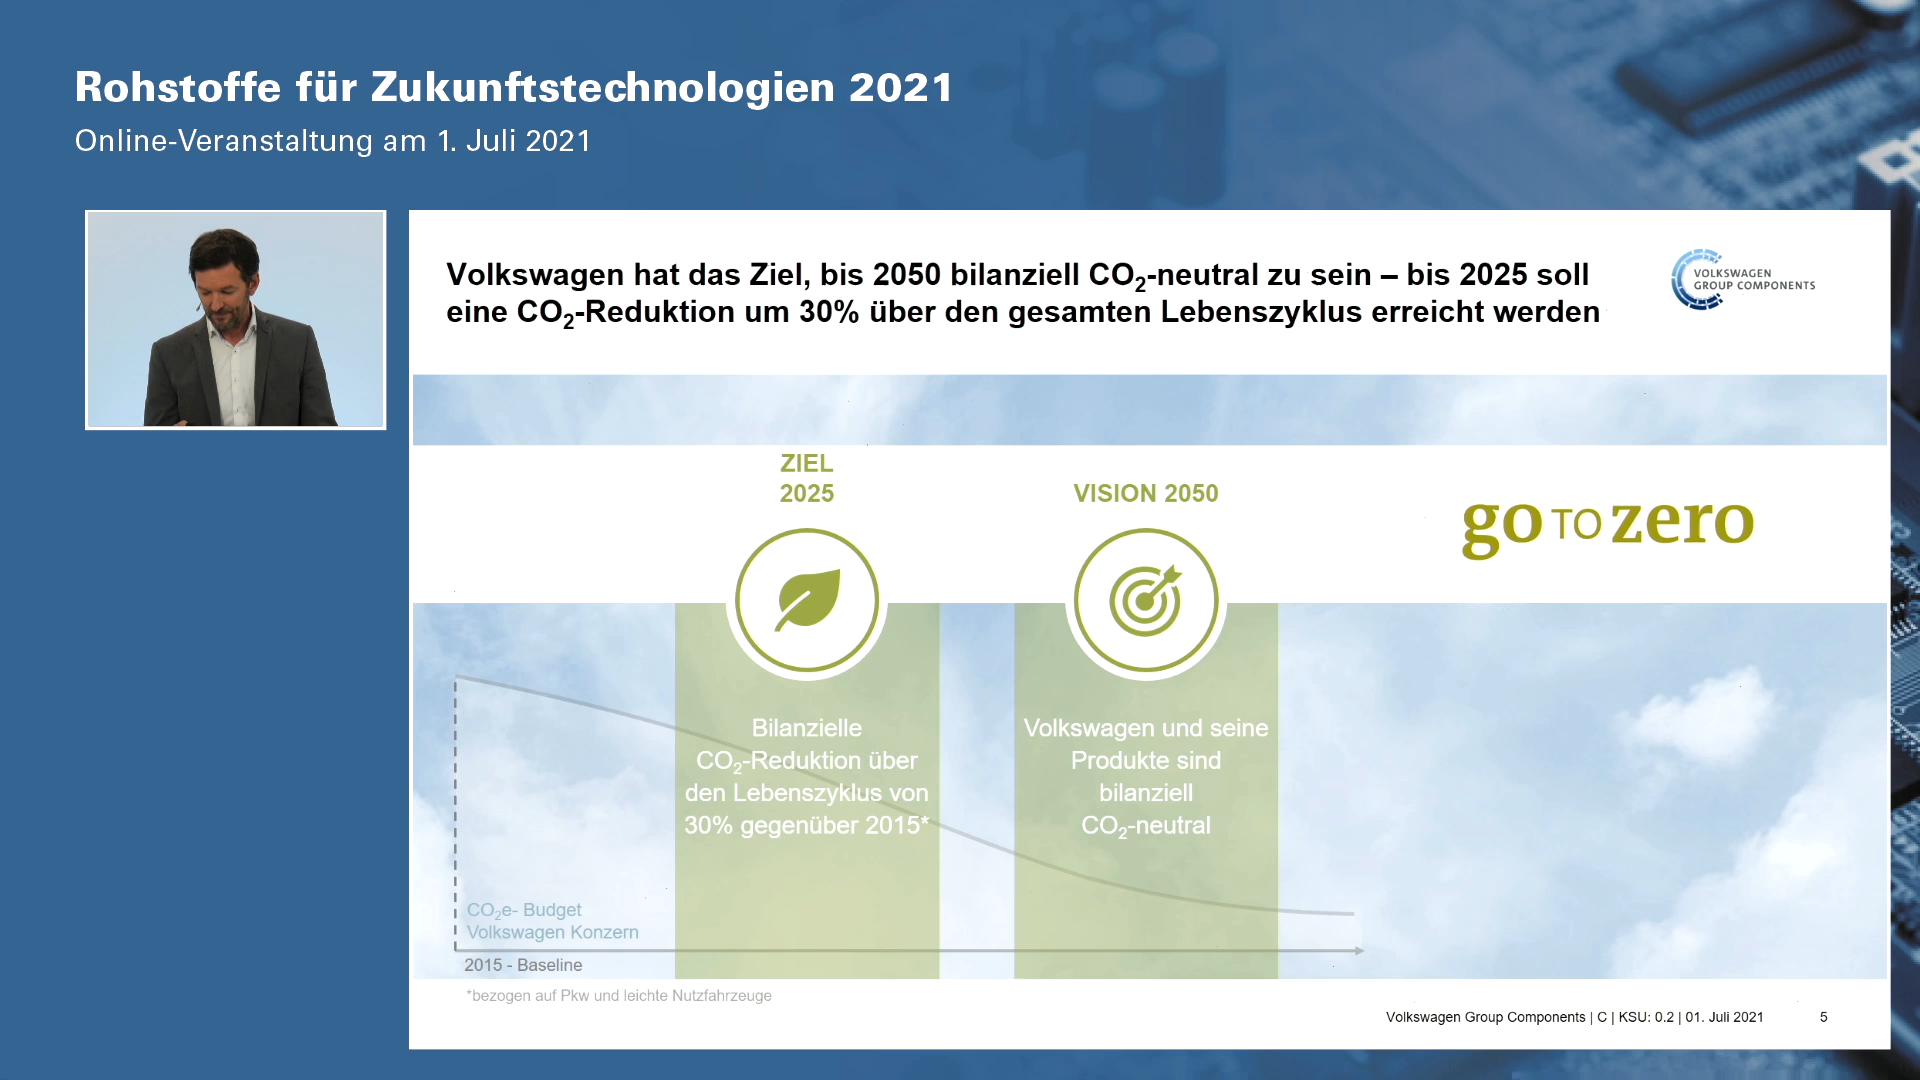 Rohstoffe für Zukunftstechnologien 2021
Online-Veranstaltung am 1. Juli 2021
Volkswagen hat das Ziel, bis 2050 bilanziell CO₂-neutral zu sein – bis 2025 soll
eine CO₂-Reduktion um 30% über den gesamten Lebenszyklus erreicht werden
VOLKSWAGEN
GROUP COMPONENTS
ZIEL
2025
VISION 2050
go TO zero
Bilanzielle
CO₂-Reduktion über
den Lebenszyklus von
30% gegenüber 2015*
Volkswagen und seine
Produkte sind
bilanziell
CO₂-neutral
CO₂e- Budget
Volkswagen Konzern
2015 - Baseline
*bezogen auf Pkw und leichte Nutzfahrzeuge
Volkswagen Group Components | C | KSU: 0.2 | 01. Juli 2021
5